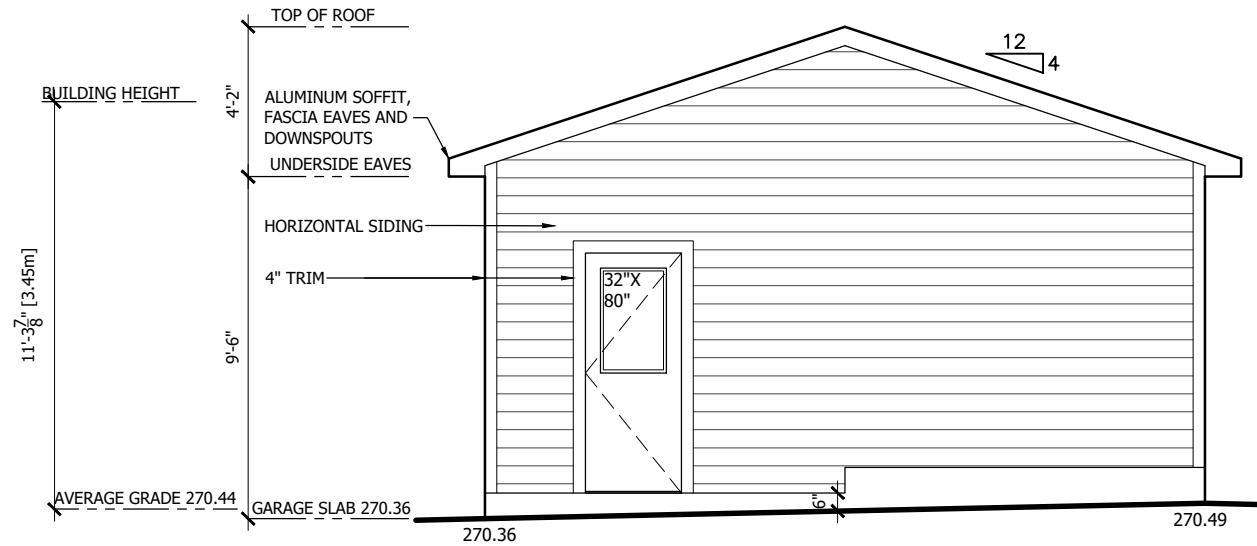 TOP OF ROOF
12
4
BUILDING HEIGHT
4'-2"
ALUMINUM SOFFIT,
FASCIA EAVES AND
DOWNSPOUTS
UNDERSIDE EAVES
HORIZONTAL SIDING
4" TRIM
32"X
80"
11'-3 7/8" [3.45m]
9'-6"
AVERAGE GRADE 270.44
GARAGE SLAB 270.36
6"
270.36
270.49